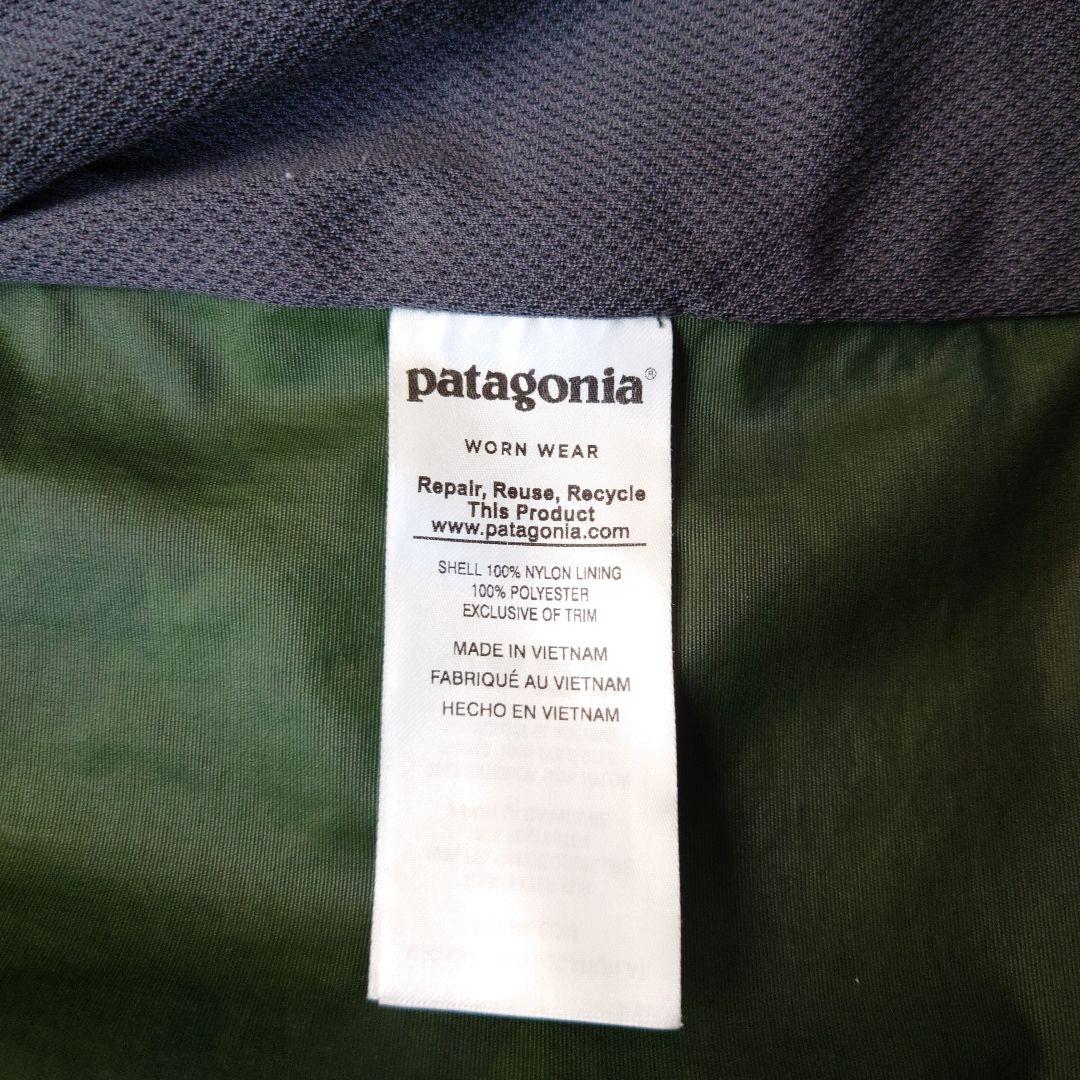 patagonia®
WORN WEAR
Repair, Reuse, Recycle
This Product
www.patagonia.com
SHELL 100% NYLON LINING
100% POLYESTER
EXCLUSIVE OF TRIM
MADE IN VIETNAM
FABRIQUÉ AU VIETNAM
HECHO EN VIETNAM